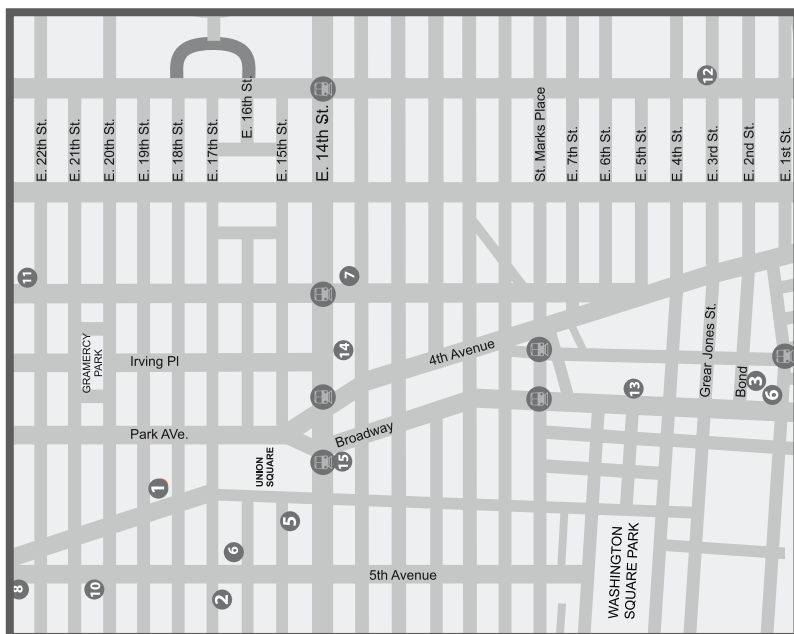 12
E. 22th St.
E. 21th St.
E. 20th St.
E. 19th St.
E. 18th St.
E. 17th St.
E. 16th St.
E. 15th St.
E. 14th St.
St. Marks Place
E. 7th St.
E. 6th St.
E. 5th St.
E. 4th St.
E. 3rd St.
E. 2nd St.
E. 1st St.
11
7
GRAMERCY
PARK
Irving Pl
14
4th Avenue
Grear Jones St.
Bond
3
6
13
Park AVe.
Broadway
15
UNION
SQUARE
1
5
6
WASHINGTON
SQUARE PARK
5th Avenue
8
10
2